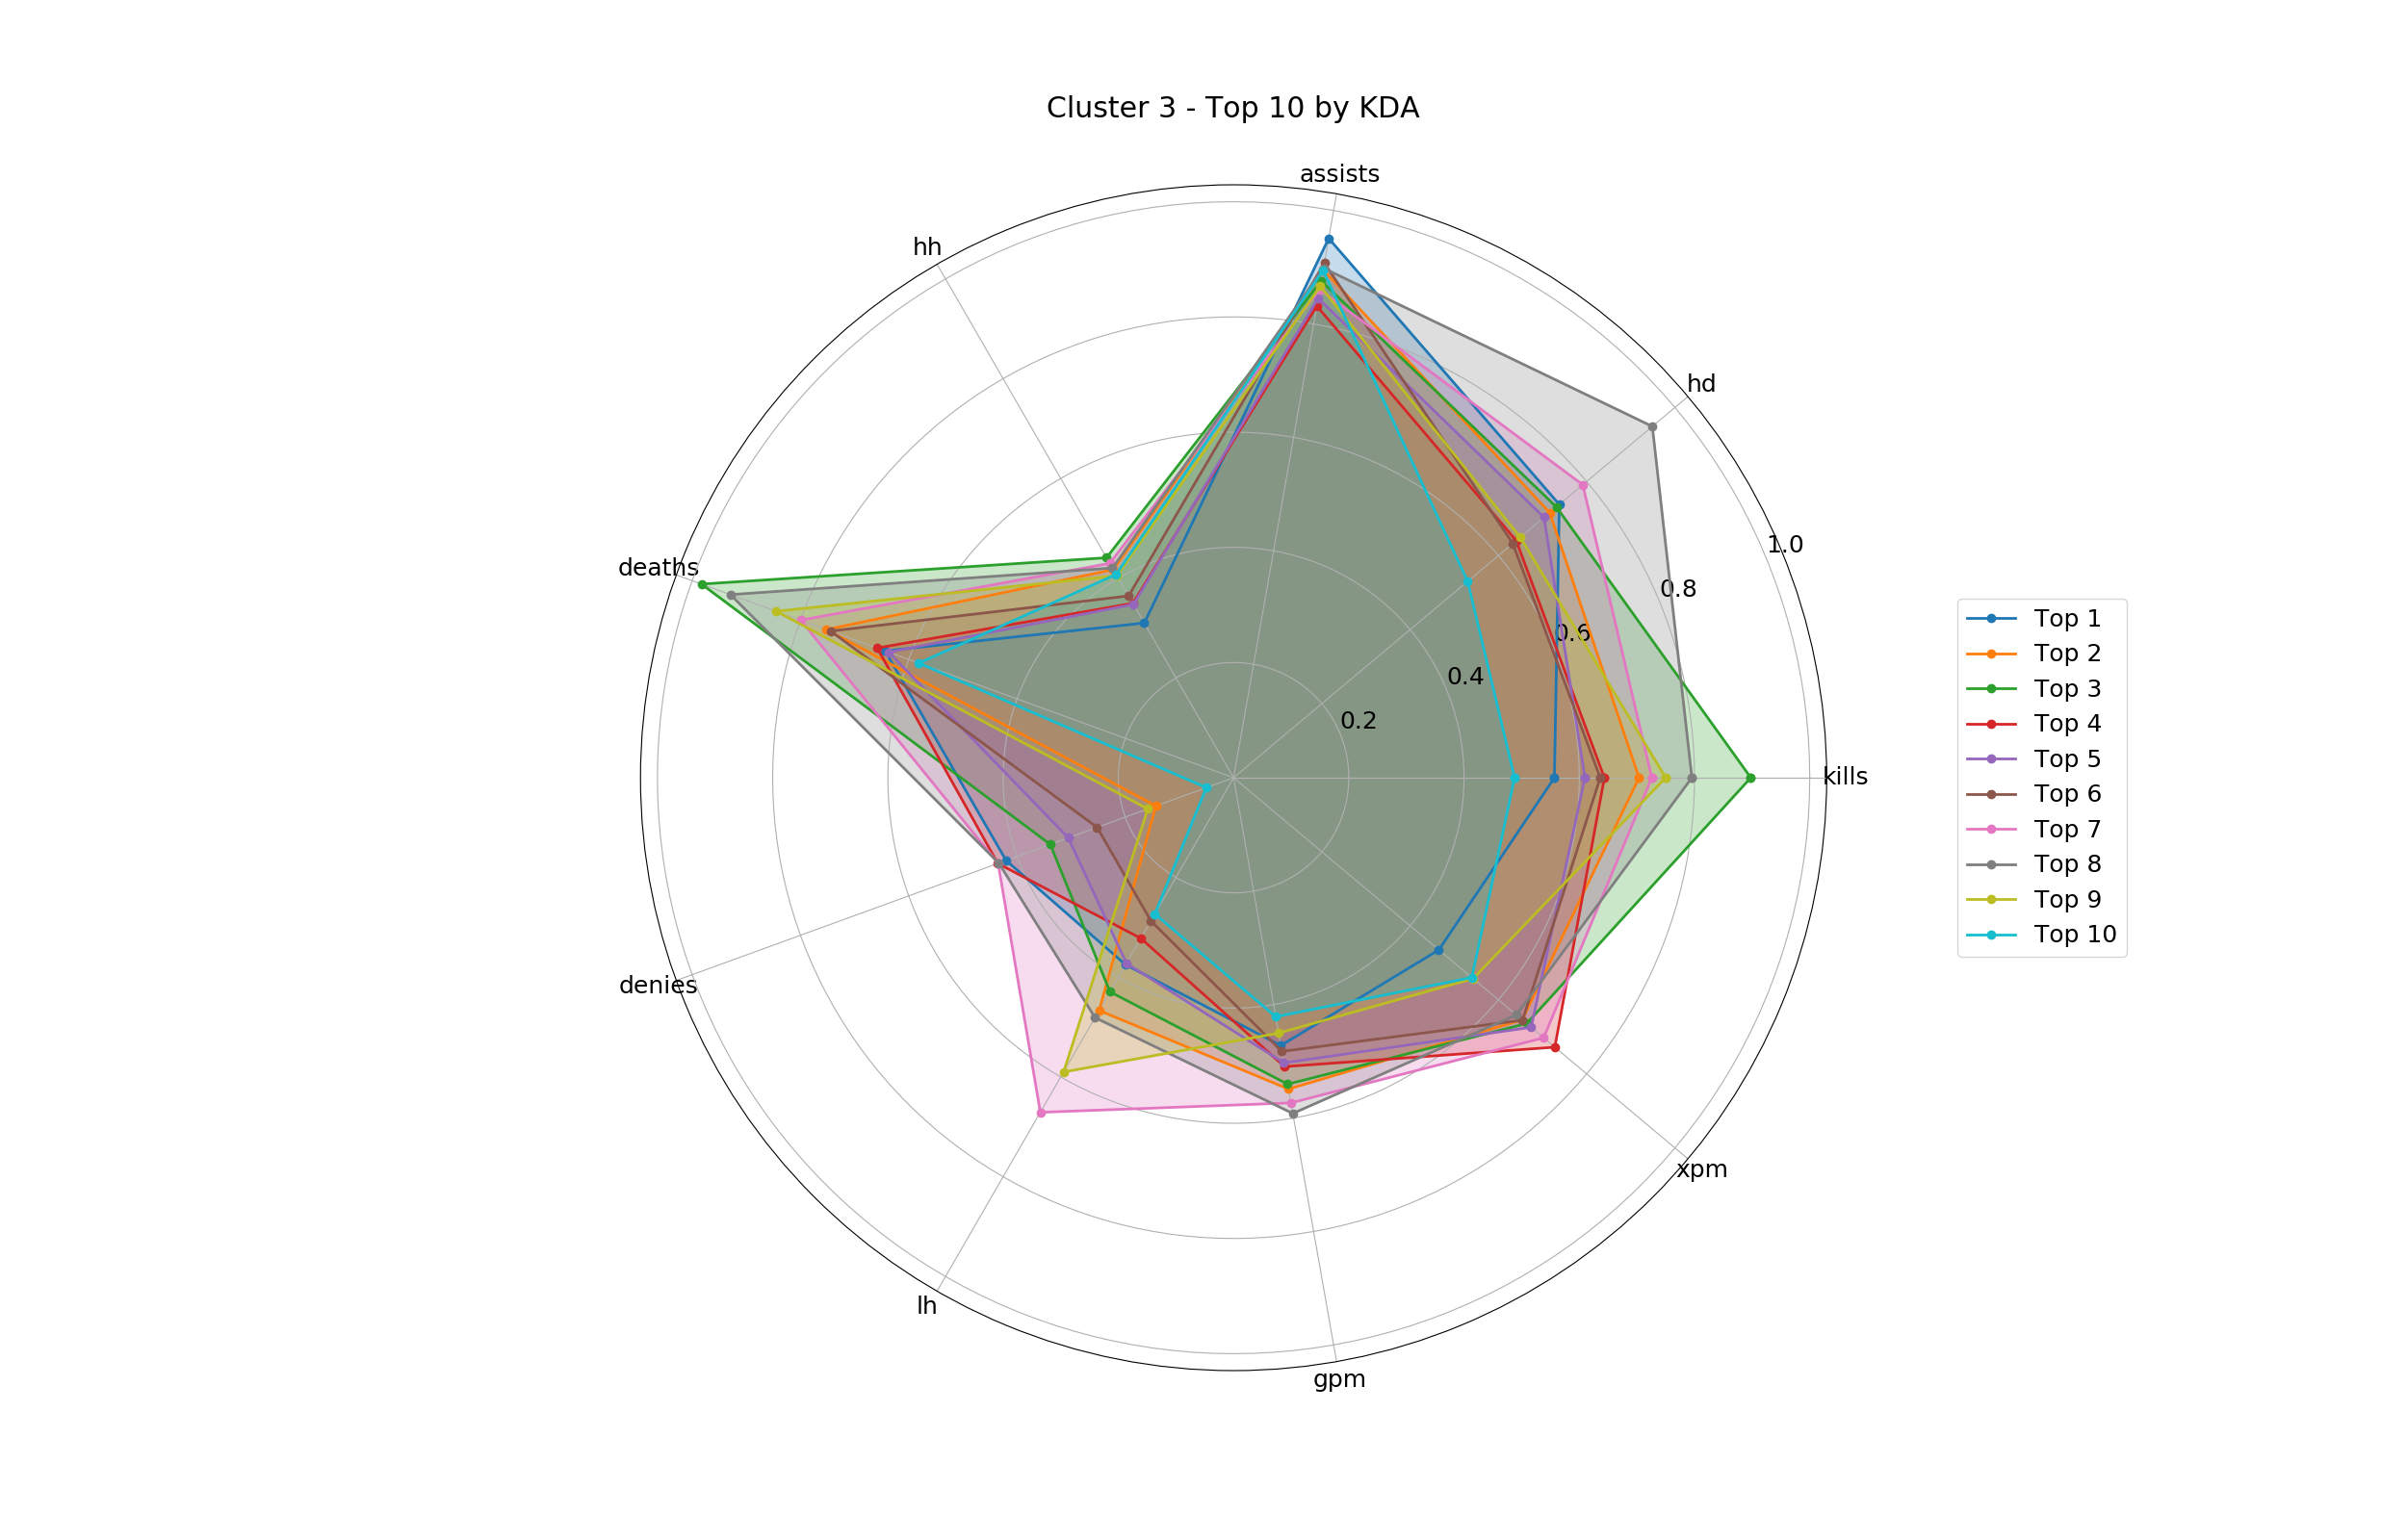 Cluster 3 - Top 10 by KDA
assists
hh
hd
deaths
1.0
0.8
0.6
0.4
0.2
kills
denies
xpm
lh
gpm
Top 1
Top 2
Top 3
Top 4
Top 5
Top 6
Top 7
Top 8
Top 9
Top 10